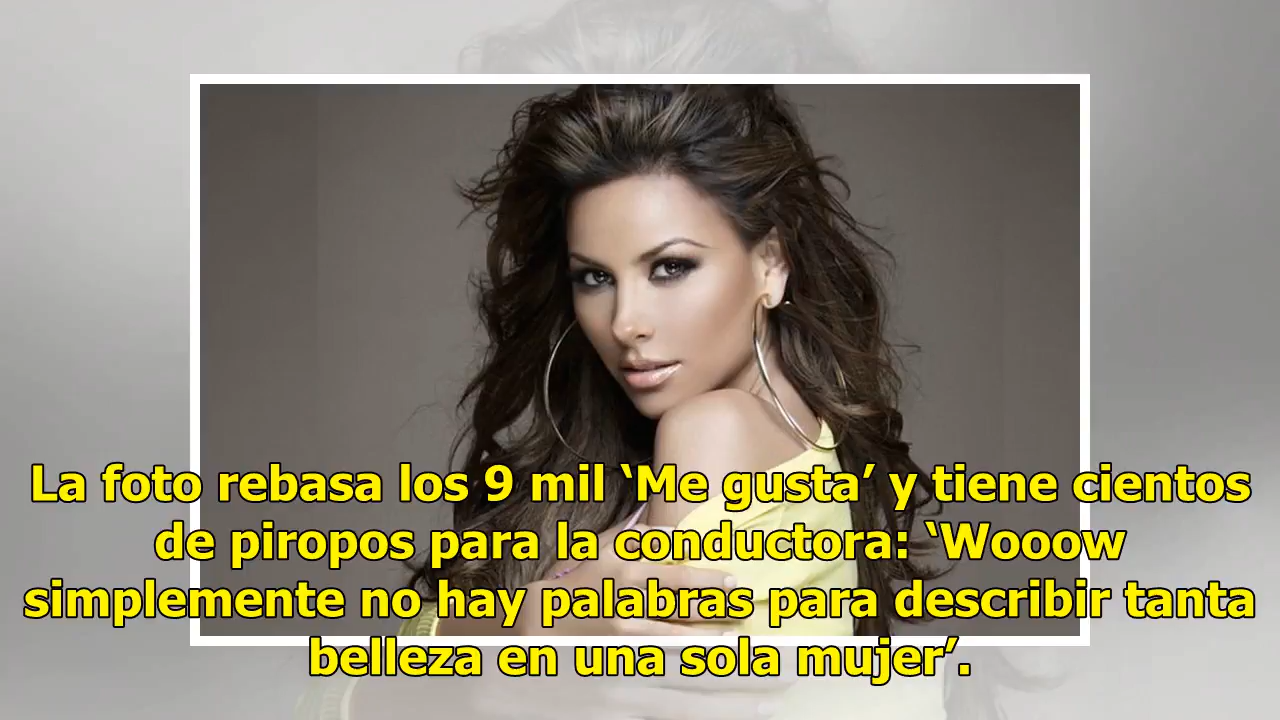 La foto rebasa los 9 mil ‘Me gusta’ y tiene cientos
de piropos para la conductora: ‘Wooow
simplemente no hay palabras para describir tanta
belleza en una sola mujer’.